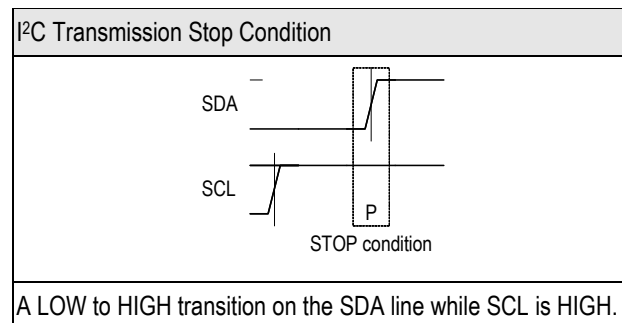 I²C Transmission Stop Condition
SDA
SCL
P
STOP condition
A LOW to HIGH transition on the SDA line while SCL is HIGH.